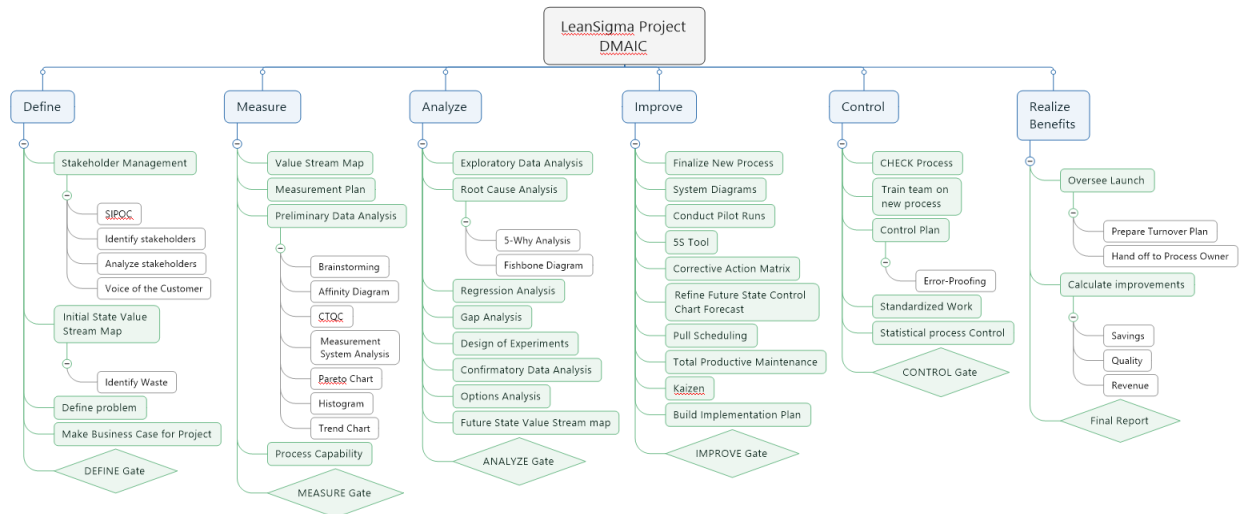 LeanSigma Project
DMAIC
Define
Stakeholder Management
SIPOC
Identify stakeholders
Analyze stakeholders
Voice of the Customer
Initial State Value
Stream Map
Identify Waste
Define problem
Make Business Case for Project
DEFINE Gate
Measure
Value Stream Map
Measurement Plan
Preliminary Data Analysis
Brainstorming
Affinity Diagram
CTQC
Measurement
System Analysis
Pareto Chart
Histogram
Trend Chart
Process Capability
MEASURE Gate
Analyze
Exploratory Data Analysis
Root Cause Analysis
5-Why Analysis
Fishbone Diagram
Regression Analysis
Gap Analysis
Design of Experiments
Confirmatory Data Analysis
Options Analysis
Future State Value Stream map
ANALYZE Gate
Improve
Finalize New Process
System Diagrams
Conduct Pilot Runs
5S Tool
Corrective Action Matrix
Refine Future State Control
Chart Forecast
Pull Scheduling
Total Productive Maintenance
Kaizen
Build Implementation Plan
IMPROVE Gate
Control
CHECK Process
Train team on
new process
Control Plan
Error-Proofing
Standardized Work
Statistical process Control
CONTROL Gate
Realize
Benefits
Oversee Launch
Prepare Turnover Plan
Hand off to Process Owner
Calculate improvements
Savings
Quality
Revenue
Final Report